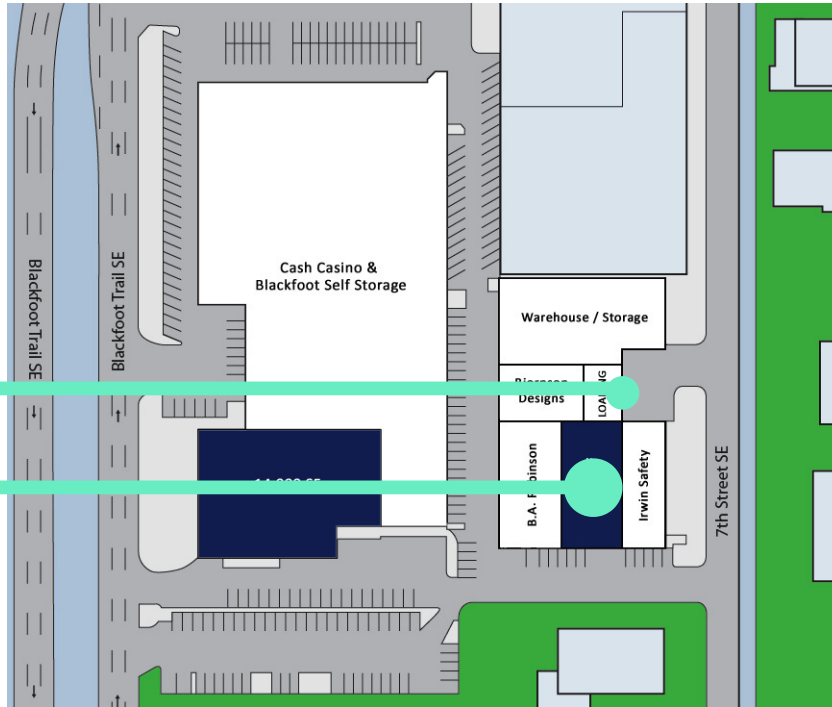 Blackfoot Trail SE
Blackfoot Trail SE
Cash Casino &
Blackfoot Self Storage
Warehouse / Storage
Designs
B.A.
Irwin Safety
7th Street SE